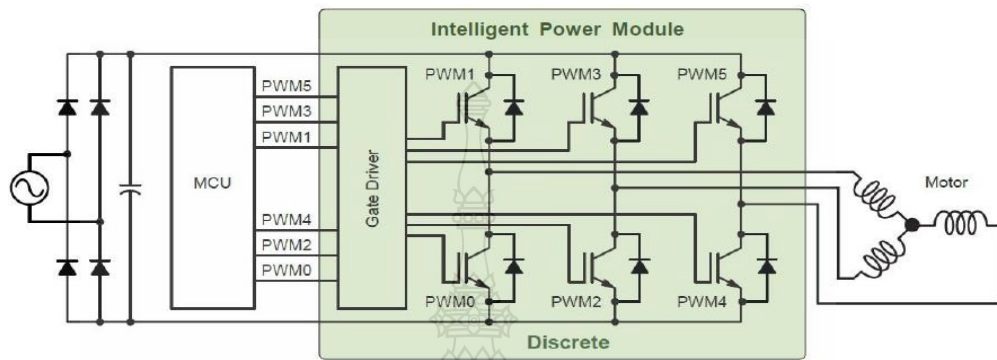 Intelligent Power Module
PWM1 PWM3 PWM5
PWM5
PWM3
PWM1
MCU
Gate Driver
Motor
PWM4
PWM2
PWM0
PWM0 PWM2 PWM4
Discrete